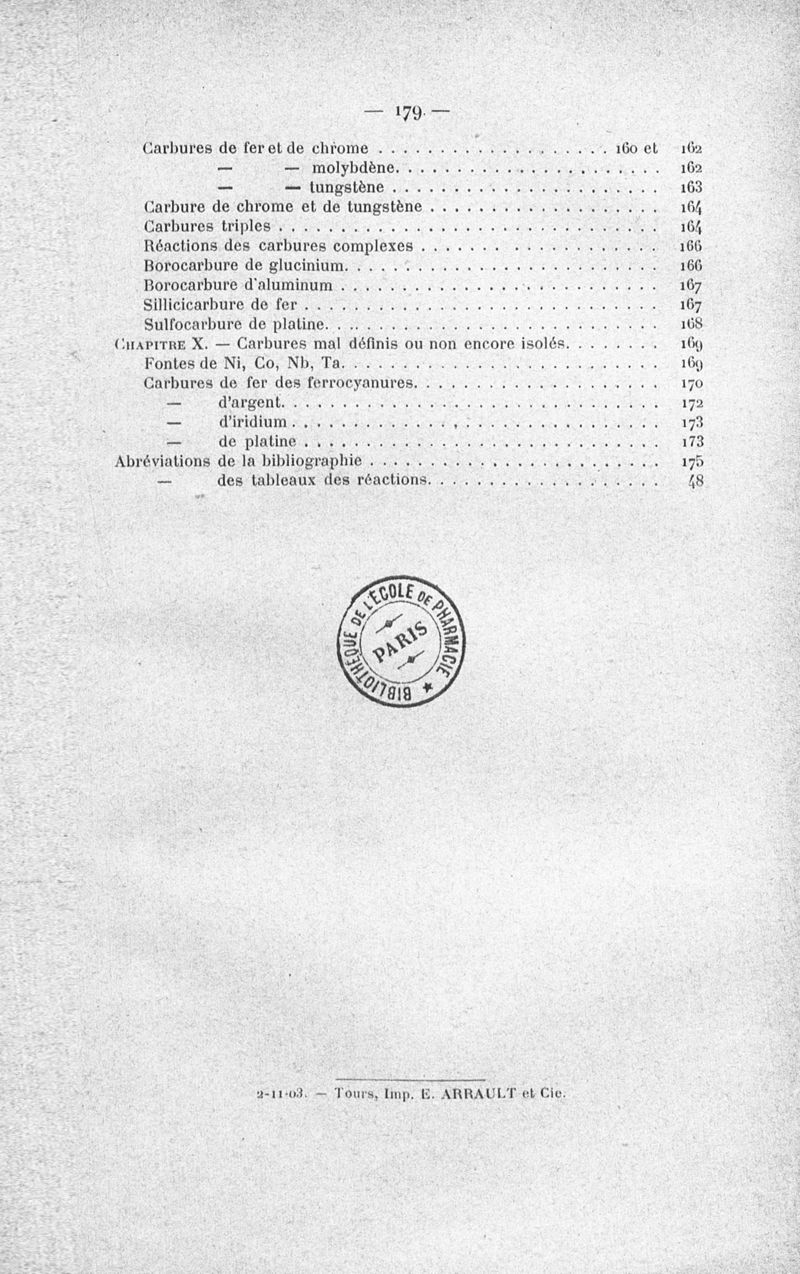 — 179 —
Carbures de fer et de chrome . . . . . . . . . . . . . . . . . . . 160 et 162
— — molybdène. . . . . . . . . . . . . . . . . . . . . . 162
— — tungstène . . . . . . . . . . . . . . . . . . . . . . 163
Carbure de chrome et de tungstène . . . . . . . . . . . . . . . . . . . 164
Carbures triples . . . . . . . . . . . . . . . . . . . . . . . . . . . . . . . 164
Réactions des carbures complexes . . . . . . . . . . . . . . . . . . . 166
Borocarbure de glucinium. . . . . . . . . . . . . . . . . . . . . . . . . . 166
Borocarbure d'aluminum . . . . . . . . . . . . . . . . . . . . . . . . . . 167
Sillicicarbure de fer . . . . . . . . . . . . . . . . . . . . . . . . . . . . . 167
Sulfocarbure de platine. . . . . . . . . . . . . . . . . . . . . . . . . . . 168
CHAPITRE X. — Carbures mal définis ou non encore isolés. . . . . . . . 169
Fontes de Ni, Co, Nb, Ta. . . . . . . . . . . . . . . . . . . . . . . . . . 169
Carbures de fer des ferrocyanures. . . . . . . . . . . . . . . . . . . . 170
— d'argent. . . . . . . . . . . . . . . . . . . . . . . . . . . . . . . 172
— d'iridium . . . . . . . . . . . . . . . . . . . . . . . . . . . . . . 173
— de platine . . . . . . . . . . . . . . . . . . . . . . . . . . . . . 173
Abréviations de la bibliographie . . . . . . . . . . . . . . . . . . . . . . . . 175
— des tableaux des réactions. . . . . . . . . . . . . . . . . . . 48
BIBLIOTHÈQUE DE L'ÉCOLE DE PHARMACIE
PARIS
2-11-03. — Tours, Imp. E. ARRAULT et Cie.